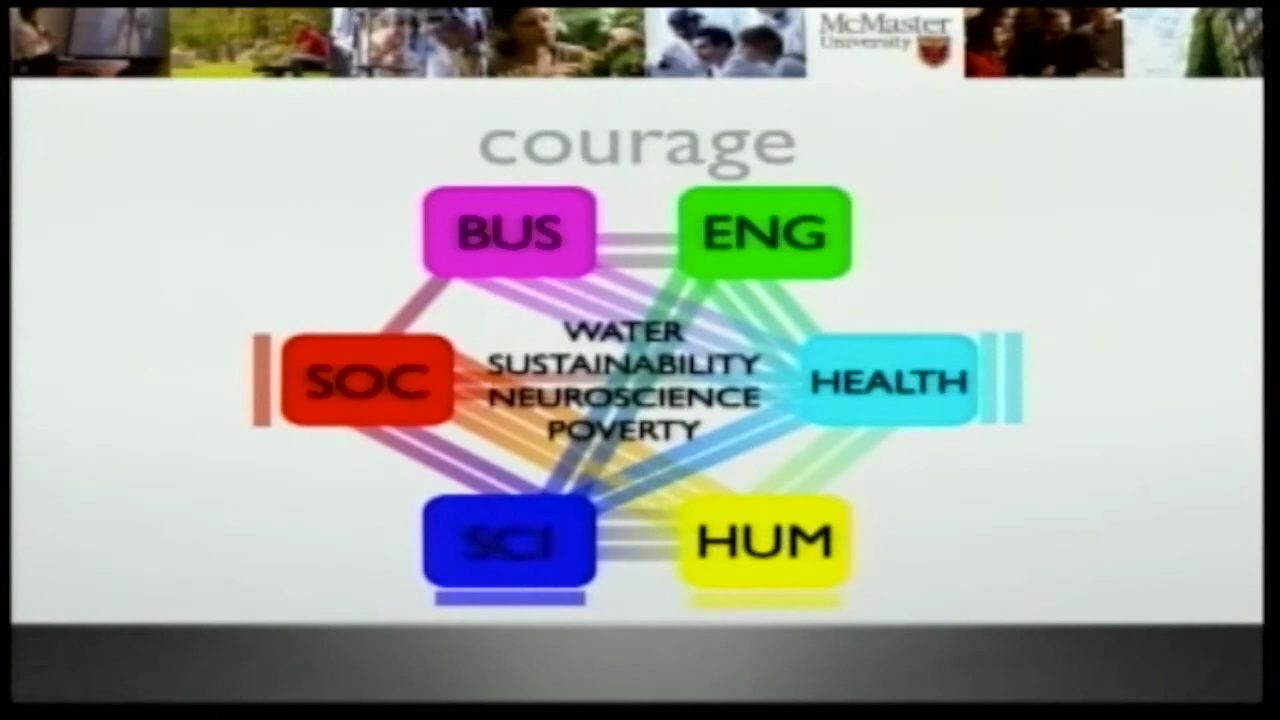 McMaster
University
courage
BUS
ENG
WATER
SUSTAINABILITY
NEUROSCIENCE
POVERTY
SOC
HEALTH
SCI
HUM